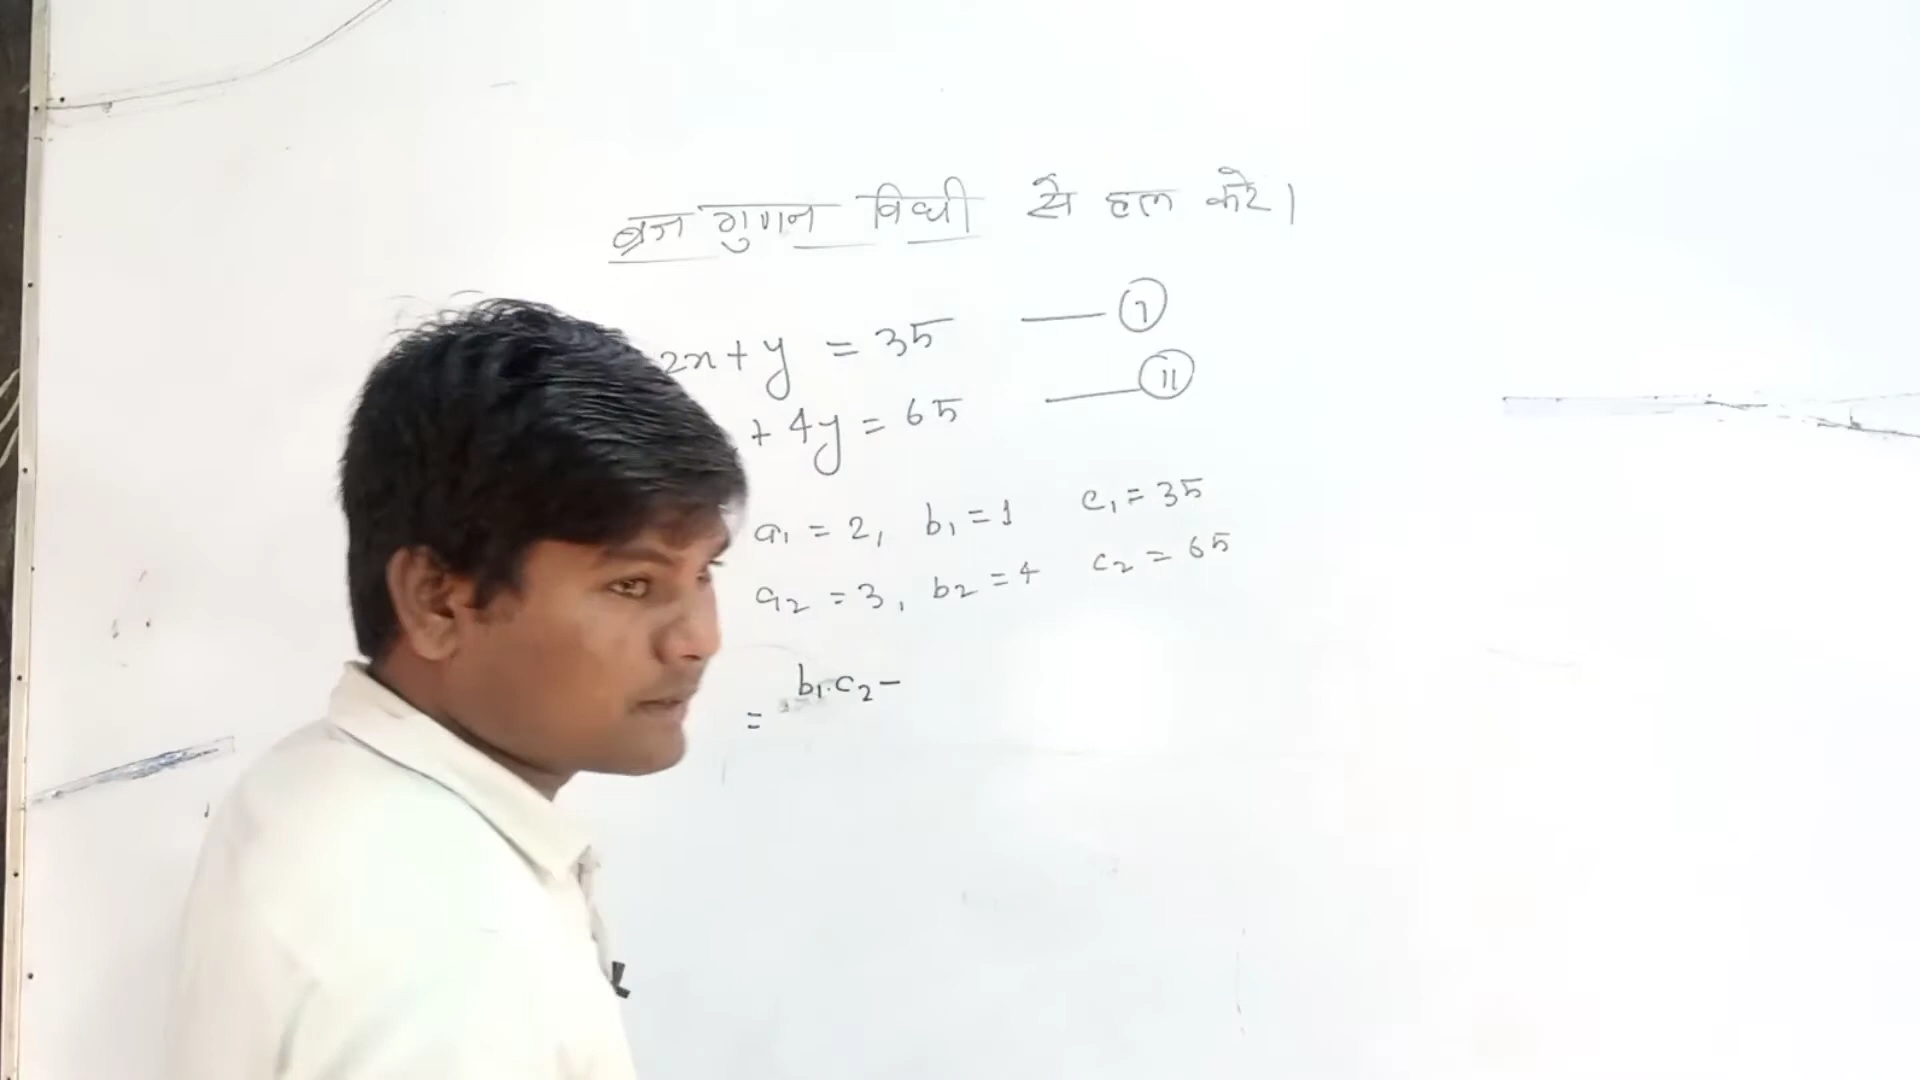 बज्र गुणन विधी से हल करे।
2x + y = 35 —— (I)
+ 4y = 65 —— (II)
a₁ = 2, b₁ = 1 c₁ = 35
a₂ = 3, b₂ = 4 c₂ = 65
= b₁.c₂ -